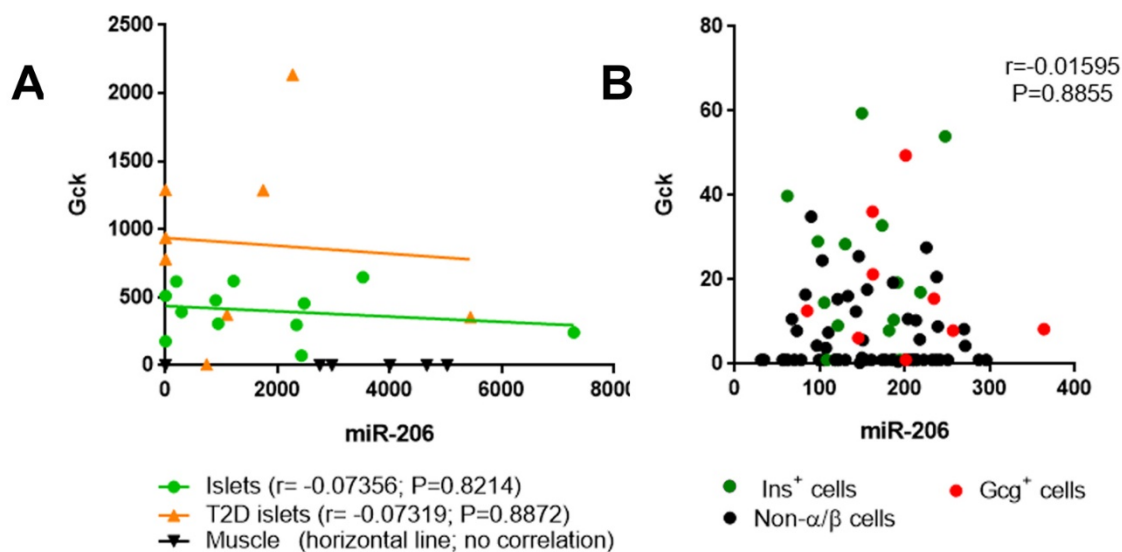 A
Gck
2500
2000
1500
1000
500
0
0
2000
4000
6000
8000
miR-206
Islets (r= -0.07356; P=0.8214)
T2D islets (r= -0.07319; P=0.8872)
Muscle (horizontal line; no correlation)
B
Gck
80
60
40
20
0
r=-0.01595
P=0.8855
0
100
200
300
400
miR-206
Ins⁺ cells
Gcg⁺ cells
Non-α/β cells